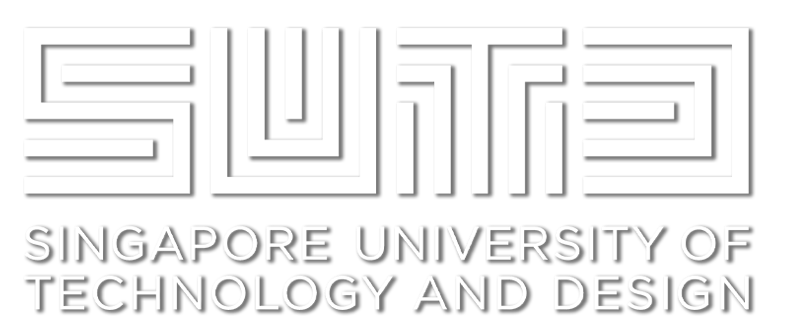 SUTD
SINGAPORE UNIVERSITY OF
TECHNOLOGY AND DESIGN